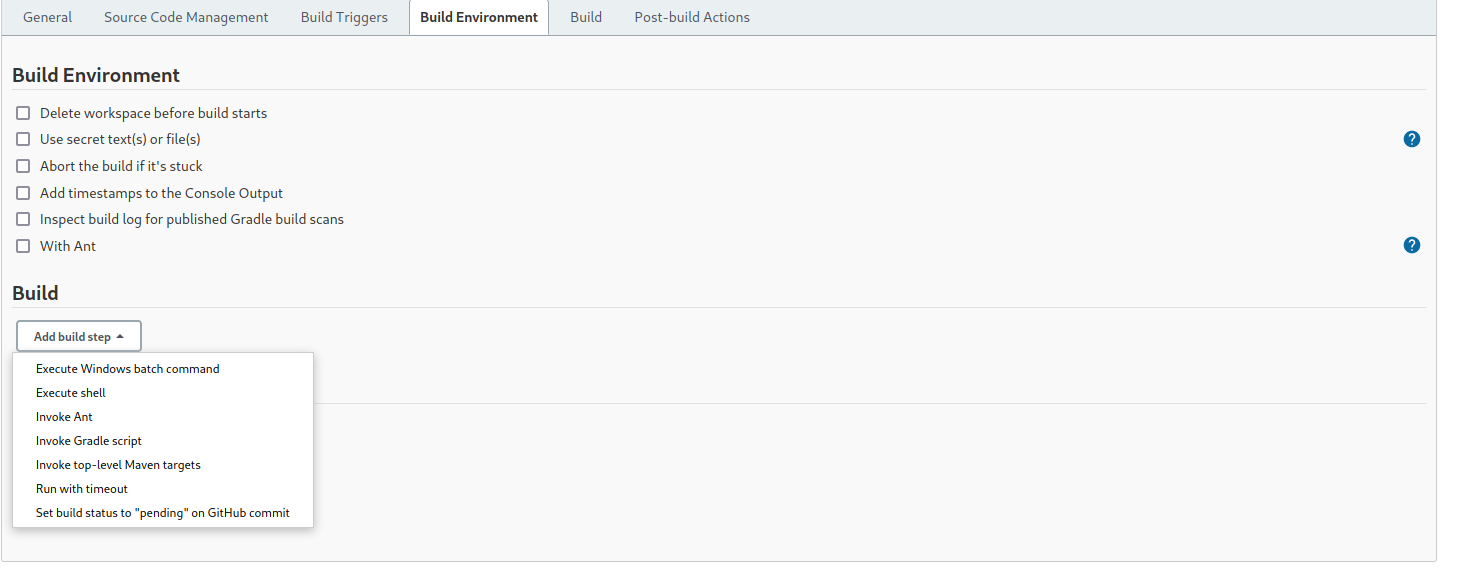 General Source Code Management Build Triggers Build Environment Build Post-build Actions
Build Environment
Delete workspace before build starts
Use secret text(s) or file(s) ?
Abort the build if it's stuck
Add timestamps to the Console Output
Inspect build log for published Gradle build scans
With Ant ?
Build
Add build step
Execute Windows batch command
Execute shell
Invoke Ant
Invoke Gradle script
Invoke top-level Maven targets
Run with timeout
Set build status to "pending" on GitHub commit